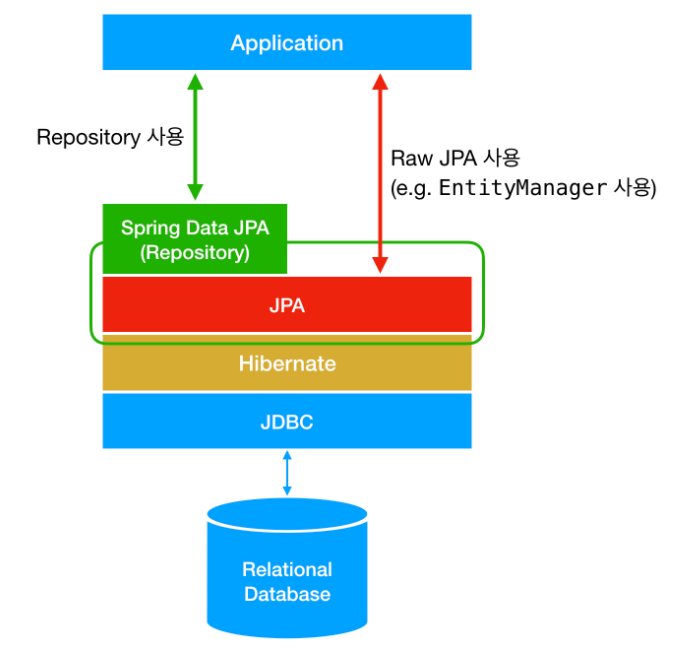 Application
Repository 사용
Raw JPA 사용
(e.g. EntityManager 사용)
Spring Data JPA
(Repository)
JPA
Hibernate
JDBC
Relational
Database